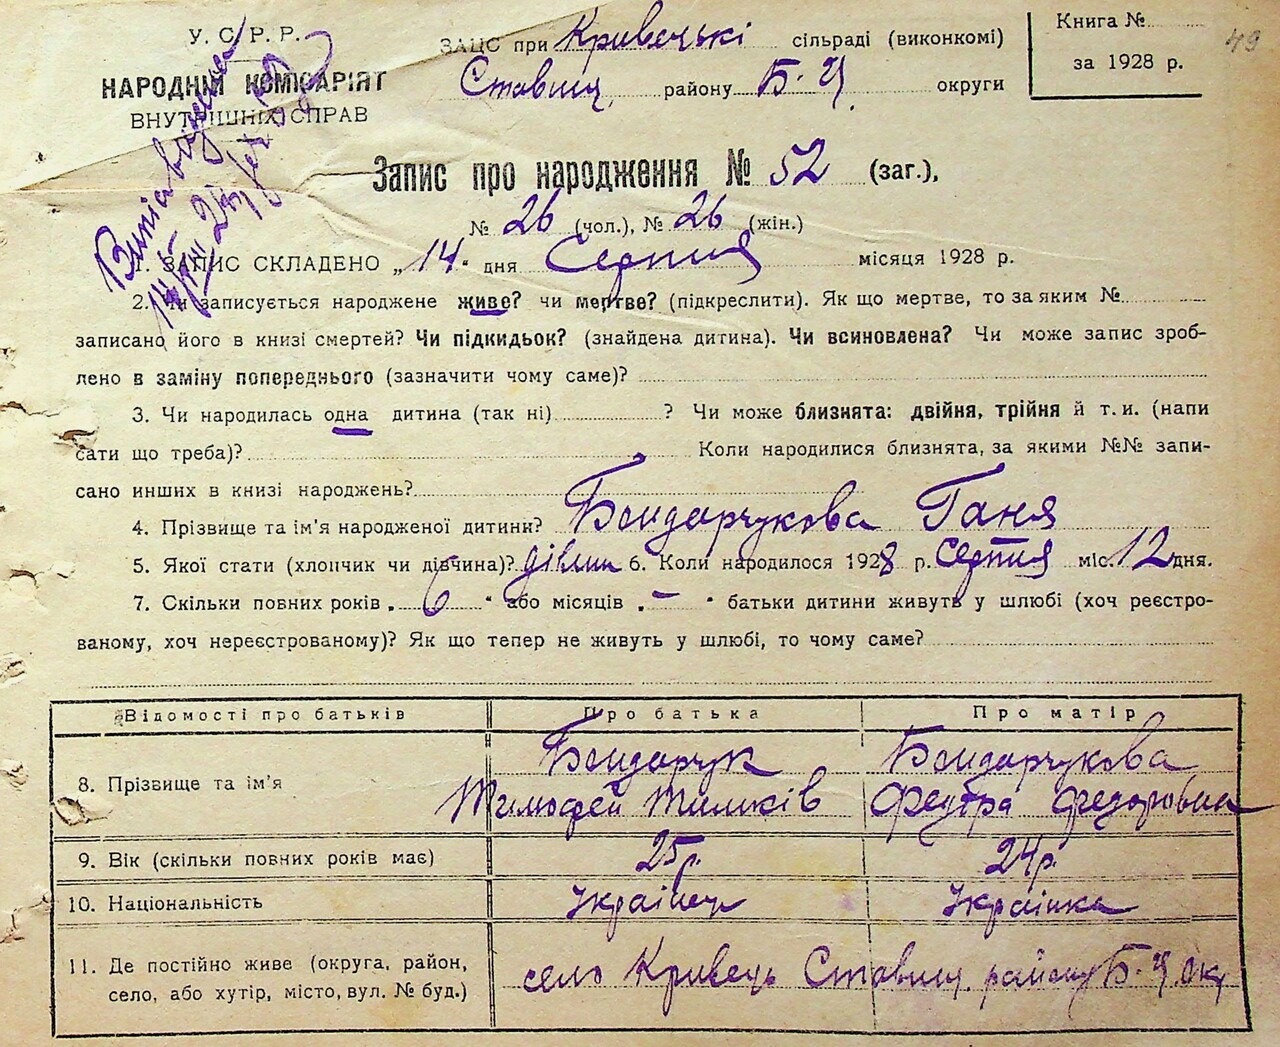 У. С. Р. Р.
НАРОДНІЙ КОМІСАРІЯТ
ВНУТРІШНІХ СПРАВ
ЗАЦС при Кривецькі сільраді (виконкомі)
Ставищ. району Б-Ц. округи
Книга №
за 1928 р.
49
Запис про народження № 52 (заг.),
№ 26 (чол.), № 26 (жін.)
1. ЗАПИС СКЛАДЕНО „14" дня Серпня місяця 1928 р.
2. Чи записується народжене живе? чи мертве? (підкреслити). Як що мертве, то за яким №
записано його в книзі смертей? Чи підкидьок? (знайдена дитина). Чи всиновлена? Чи може запис зроб-
лено в заміну попереднього (зазначити чому саме)?
3. Чи народилась одна дитина (так ні) ? Чи може близнята: двійня, трійня й т. и. (напи
сати що треба)? Коли народилися близнята, за якими №№ запи-
сано инших в книзі народжень?
4. Прізвище та ім'я народженої дитини? Бондарчукова Ганя
5. Якої стати (хлопчик чи дівчина)? дівчин 6. Коли народилося 1928 р. Серпня міс. 12 дня.
7. Скільки повних років „ 6 " або місяців „ – " батьки дитини живуть у шлюбі (хоч реєстро-
ваному, хоч нереєстрованому)? Як що тепер не живуть у шлюбі, то чому саме?
Відомості про батьків Про батька Про матір
8. Прізвище та ім'я Бондарчук Бондарчукова
Тимофей Федора Федоровна
9. Вік (скільки повних років має) 25 р. 24 р.
10. Національність Українець Українка
11. Де постійно живе (округа, район,
село, або хутір, місто, вул. № буд.)
село Кривець Ставищ. району Б-Ц. ок